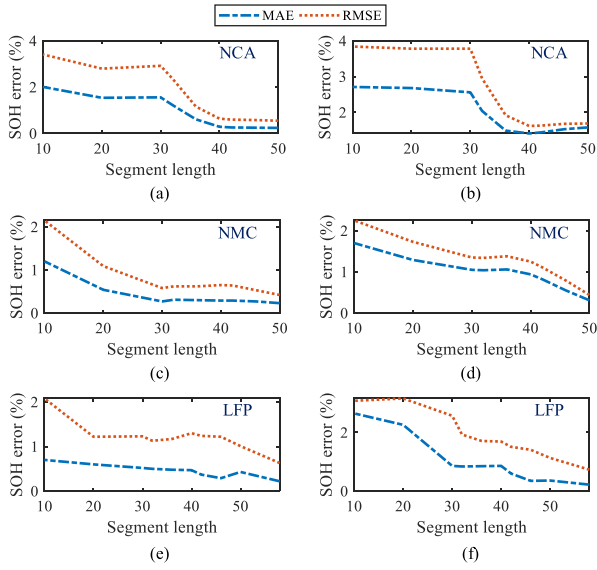 MAE RMSE
SOH error (%)
4
2
0
NCA
10 20 30 40 50
Segment length
(a)
SOH error (%)
4
3
2
NCA
10 20 30 40 50
Segment length
(b)
SOH error (%)
2
1
0
NMC
10 20 30 40 50
Segment length
(c)
SOH error (%)
2
1
0
NMC
10 20 30 40 50
Segment length
(d)
SOH error (%)
2
1
0
LFP
10 20 30 40 50
Segment length
(e)
SOH error (%)
2
0
LFP
10 20 30 40 50
Segment length
(f)